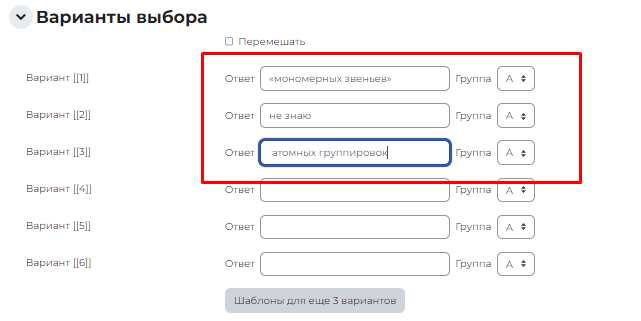 Варианты выбора
Перемешать
Вариант [[1]] Ответ «мономерных звеньев» Группа A
Вариант [[2]] Ответ не знаю Группа A
Вариант [[3]] Ответ атомных группировок Группа A
Вариант [[4]] Ответ Группа A
Вариант [[5]] Ответ Группа A
Вариант [[6]] Ответ Группа A
Шаблоны для еще 3 вариантов